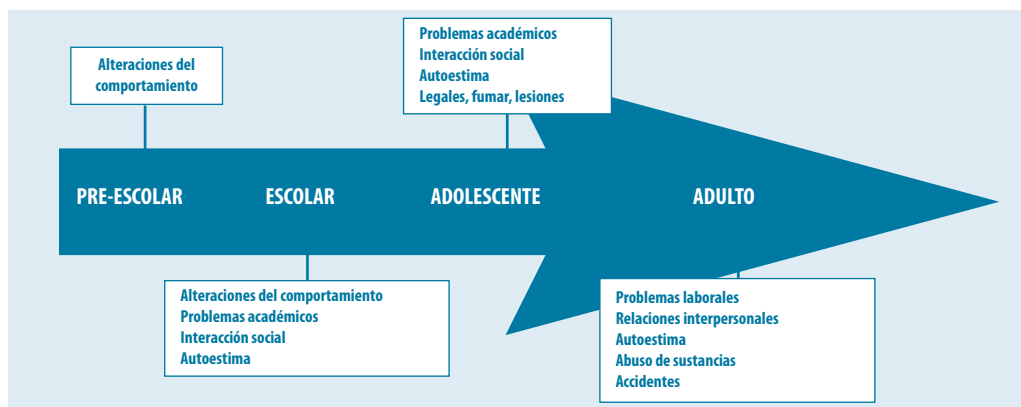 Alteraciones del
comportamiento
Problemas académicos
Interacción social
Autoestima
Legales, fumar, lesiones
PRE-ESCOLAR
ESCOLAR
ADOLESCENTE
ADULTO
Alteraciones del comportamiento
Problemas académicos
Interacción social
Autoestima
Problemas laborales
Relaciones interpersonales
Autoestima
Abuso de sustancias
Accidentes